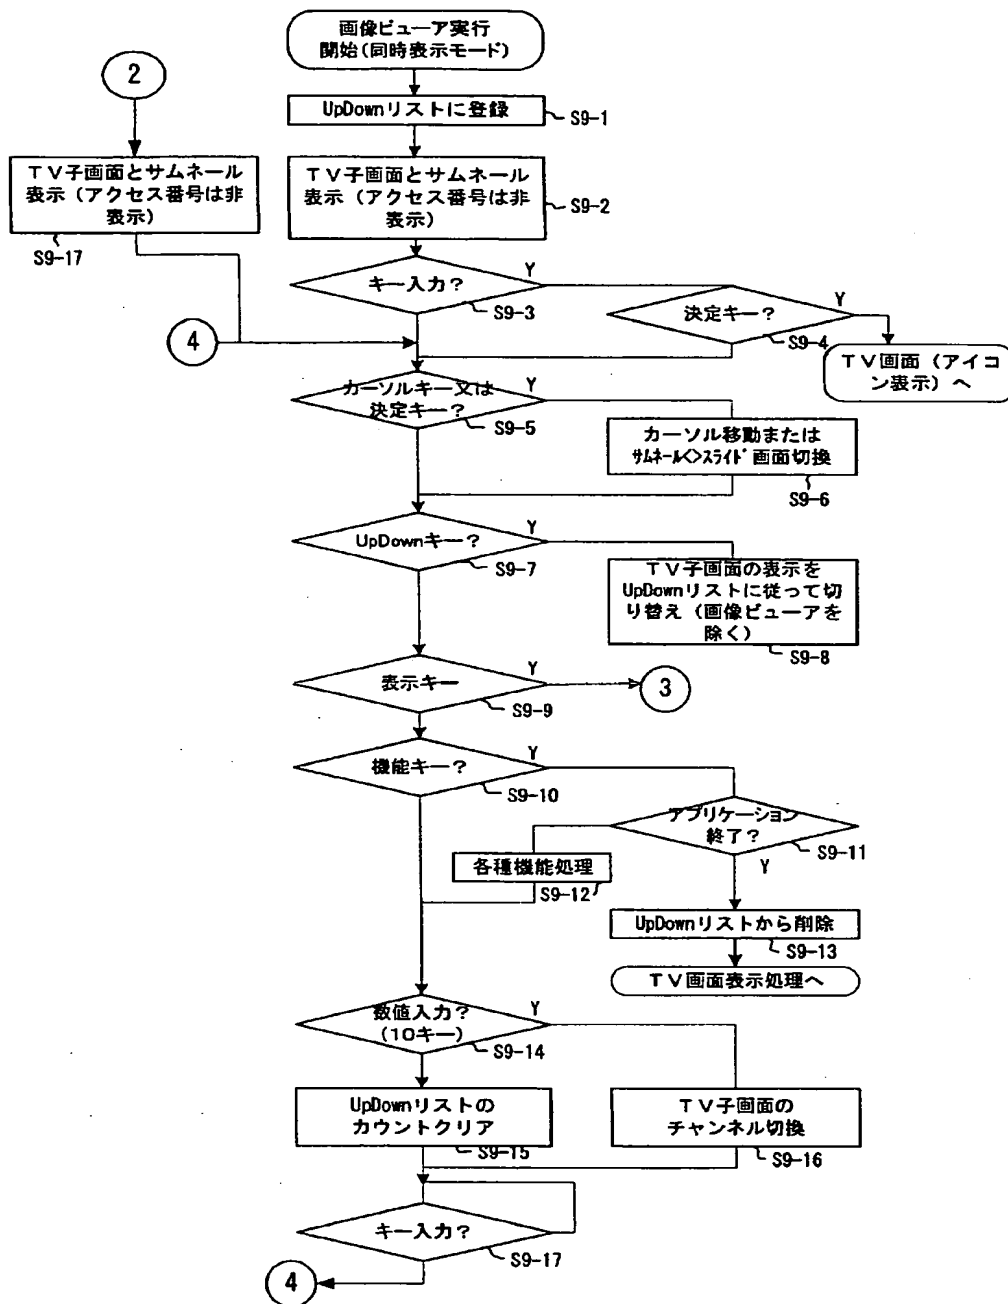 画像ビューア実行
開始(同時表示モード)
2
UpDownリストに登録
S9-1
TV子画面とサムネール
表示(アクセス番号は非
表示)
S9-17
TV子画面とサムネール
表示(アクセス番号は非
表示)
S9-2
キー入力?
Y
S9-3
決定キー?
Y
S9-4
TV画面(アイコ
ン表示)へ
4
カーソルキー又は
決定キー?
Y
S9-5
カーソル移動または
サムネール<>スライド画面切換
S9-6
UpDownキー?
Y
S9-7
TV子画面の表示を
UpDownリストに従って切
り替え(画像ビューアを
除く)
S9-8
表示キー
Y
S9-9
3
機能キー?
Y
S9-10
アプリケーション
終了?
S9-11
Y
各種機能処理
S9-12
UpDownリストから削除
S9-13
TV画面表示処理へ
数値入力?
(10キー)
Y
S9-14
UpDownリストの
カウントクリア
S9-15
TV子画面の
チャンネル切換
S9-16
キー入力?
S9-17
4